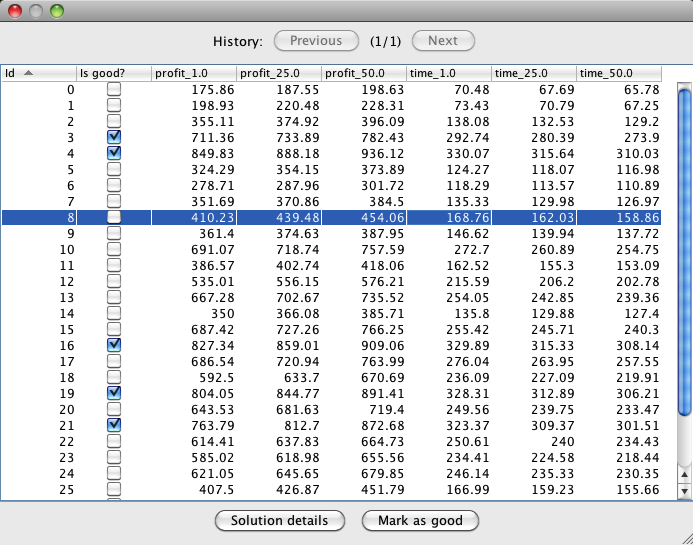 History: Previous (1/1) Next
Id Is good? profit_1.0 profit_25.0 profit_50.0 time_1.0 time_25.0 time_50.0
0 175.86 187.55 198.63 70.48 67.69 65.78
1 198.93 220.48 228.31 73.43 70.79 67.25
2 355.11 374.92 396.09 138.08 132.53 129.2
3 711.36 733.89 782.43 292.74 280.39 273.9
4 849.83 888.18 936.12 330.07 315.64 310.03
5 324.29 354.15 373.89 124.27 118.07 116.98
6 278.71 287.96 301.72 118.29 113.57 110.89
7 351.69 370.86 384.5 135.33 129.98 126.97
8 410.23 439.48 454.06 168.76 162.03 158.86
9 361.4 374.63 387.95 146.62 139.94 137.72
10 691.07 718.74 757.59 272.7 260.89 254.75
11 386.57 402.74 418.06 162.52 155.3 153.09
12 535.01 556.15 576.21 215.59 206.2 202.78
13 667.28 702.67 735.52 254.05 242.85 239.36
14 350 366.08 385.71 135.8 129.88 127.4
15 687.42 727.26 766.25 255.42 245.71 240.3
16 827.34 859.01 909.06 329.89 315.33 308.14
17 686.54 720.94 763.99 276.04 263.95 257.55
18 592.5 633.7 670.69 236.09 227.09 219.91
19 804.05 844.77 891.41 328.31 312.89 306.21
20 643.53 681.63 719.4 249.56 239.75 233.47
21 763.79 812.7 872.68 323.37 309.37 301.51
22 614.41 637.83 664.73 250.61 240 234.43
23 585.02 618.98 655.56 234.41 224.58 218.44
24 621.05 645.65 679.85 246.14 235.33 230.35
25 407.5 426.87 451.79 166.99 159.23 155.66
Solution details Mark as good